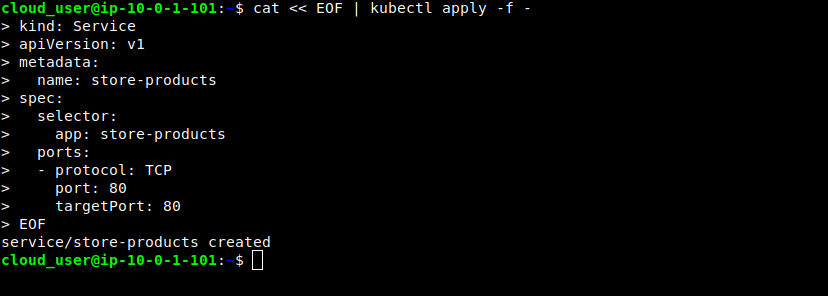 cloud_user@ip-10-0-1-101:~$ cat << EOF | kubectl apply -f -
> kind: Service
> apiVersion: v1
> metadata:
>   name: store-products
> spec:
>   selector:
>     app: store-products
>   ports:
>   - protocol: TCP
>     port: 80
>     targetPort: 80
> EOF
service/store-products created
cloud_user@ip-10-0-1-101:~$